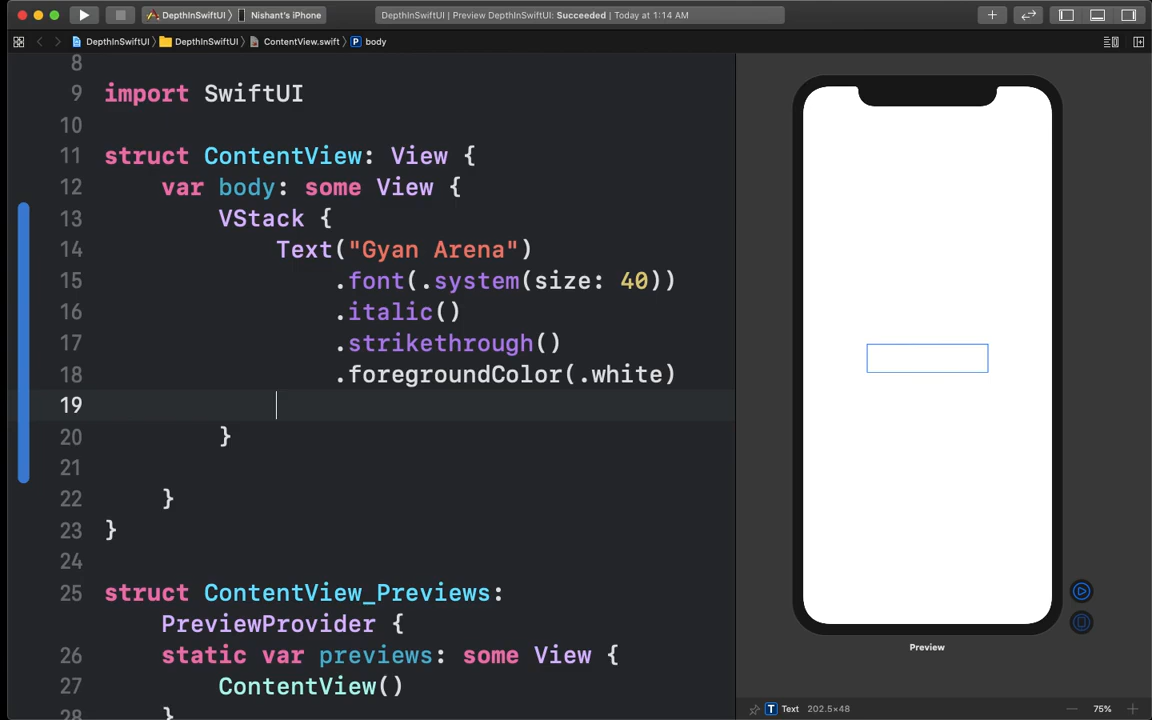 DepthInSwiftUI 〉 Nishant's iPhone
DepthInSwiftUI | Preview DepthInSwiftUI: Succeeded | Today at 1:14 AM
DepthInSwiftUI 〉 DepthInSwiftUI 〉 ContentView.swift 〉 P body
8
9 import SwiftUI
10
11 struct ContentView: View {
12 var body: some View {
13 VStack {
14 Text("Gyan Arena")
15 .font(.system(size: 40))
16 .italic()
17 .strikethrough()
18 .foregroundColor(.white)
19
20 }
21
22 }
23 }
24
25 struct ContentView_Previews:
PreviewProvider {
26 static var previews: some View {
27 ContentView()
28 }
Preview
T Text 202.5×48
75%